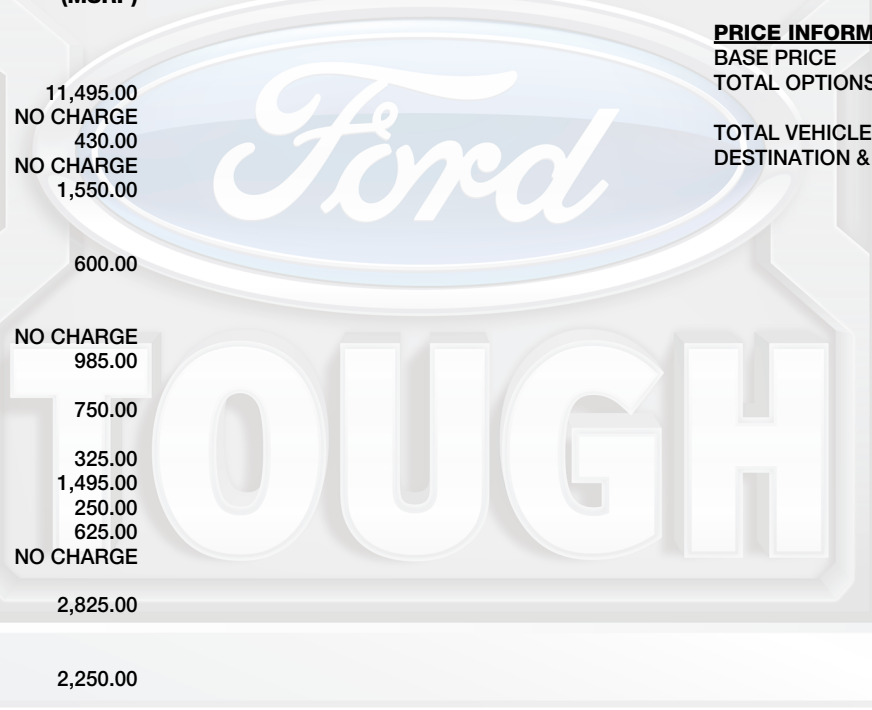 (MSRP)
11,495.00
NO CHARGE
430.00
NO CHARGE
1,550.00
600.00
NO CHARGE
985.00
750.00
325.00
1,495.00
250.00
625.00
NO CHARGE
2,825.00
2,250.00
PRICE INFORM
BASE PRICE
TOTAL OPTIONS
TOTAL VEHICLE
DESTINATION &
Ford
TOUGH